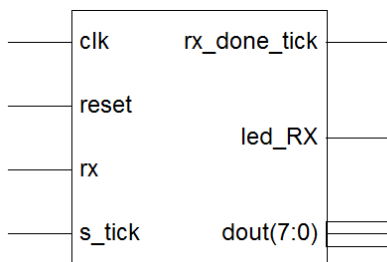 clk rx_done_tick
reset
led_RX
rx
s_tick dout(7:0)